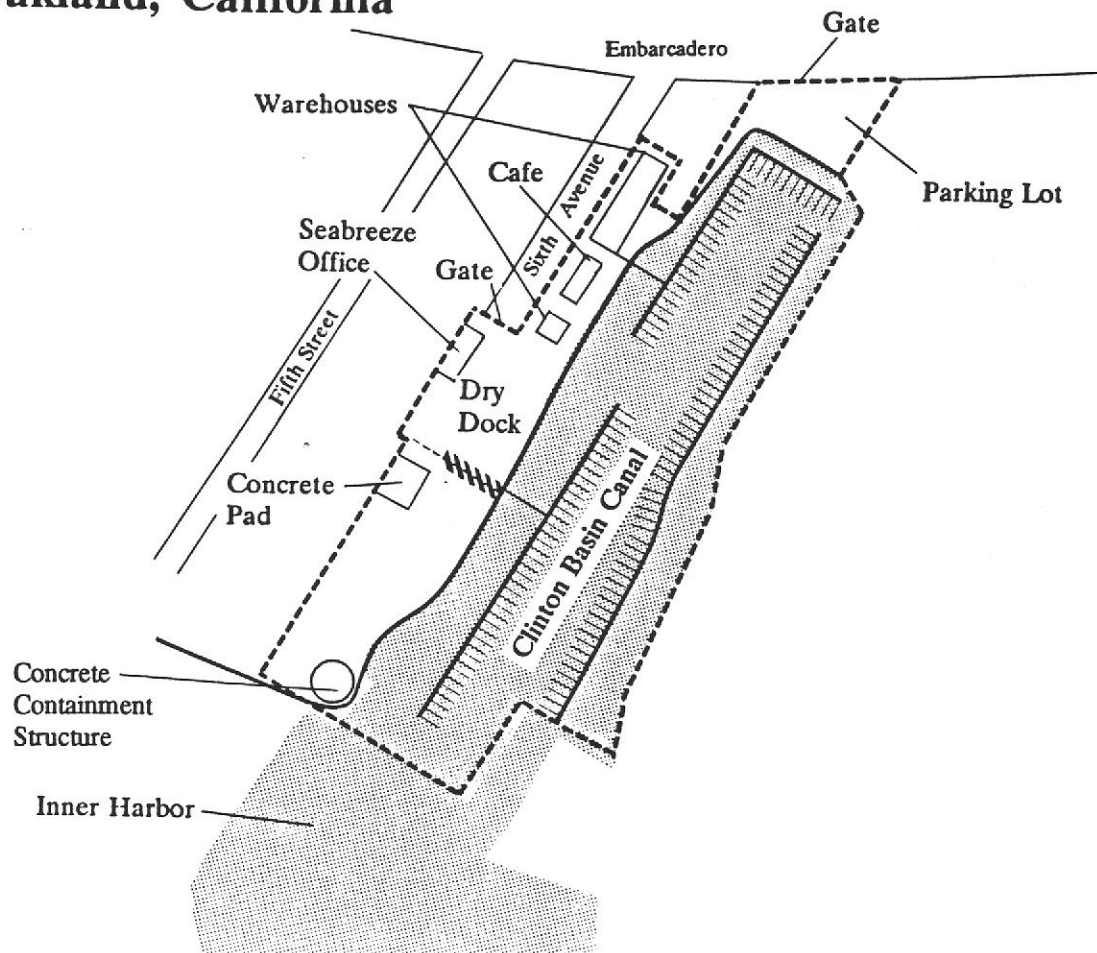 California
Gate
Embarcadero
Warehouses
Cafe
Parking Lot
Seabreeze
Office
Gate
Sixth Avenue
Fifth Street
Dry
Dock
Concrete
Pad
Clinton Basin Canal
Concrete
Containment
Structure
Inner Harbor